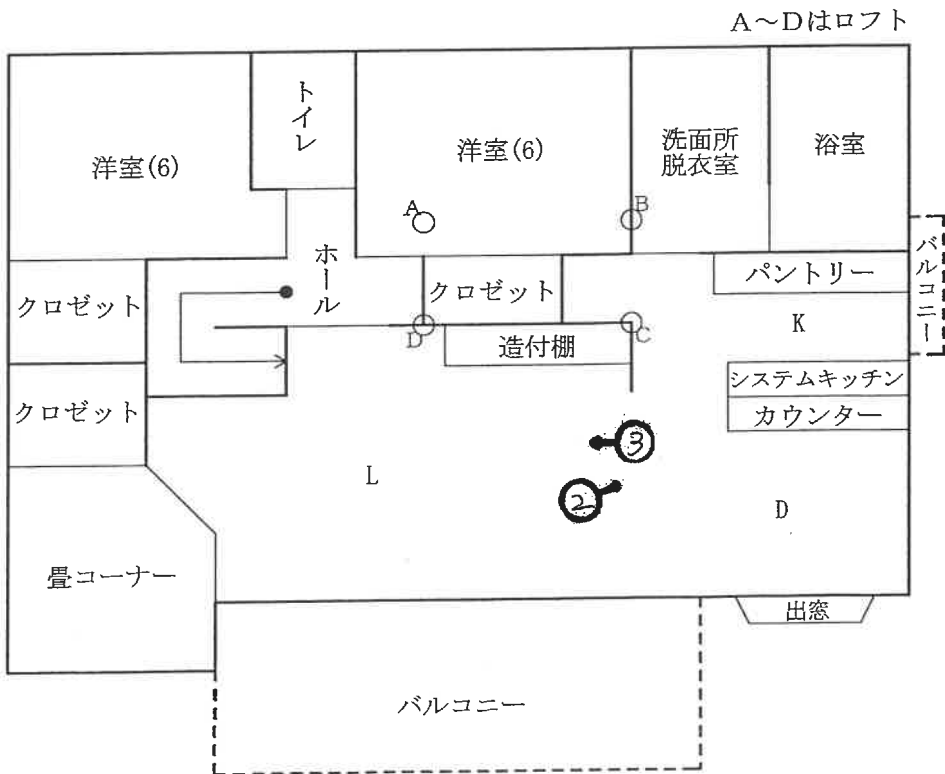 A～Dはロフト
洋室(6)
トイレ
洋室(6)
洗面所
脱衣室
浴室
A
B
バルコニー
ホール
クロゼット
クロゼット
パントリー
K
D
C
造付棚
システムキッチン
カウンター
クロゼット
③
②
L
D
畳コーナー
出窓
バルコニー